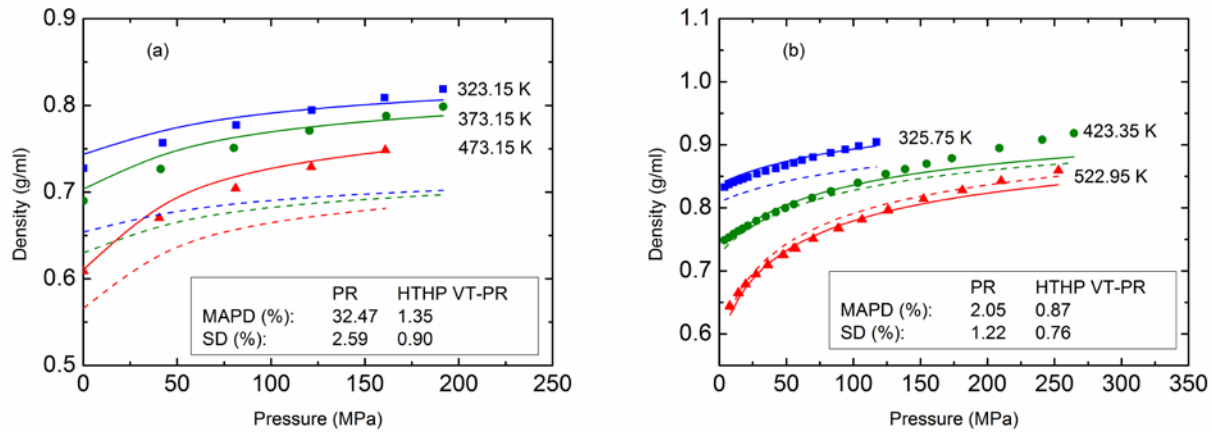 (a)
323.15 K
373.15 K
473.15 K
PR HTHP VT-PR
MAPD (%): 32.47 1.35
SD (%): 2.59 0.90
0.9
0.8
0.7
0.6
0.5
Density (g/ml)
0 50 100 150 200 250
Pressure (MPa)
(b)
325.75 K
423.35 K
522.95 K
PR HTHP VT-PR
MAPD (%): 2.05 0.87
SD (%): 1.22 0.76
1.1
1.0
0.9
0.8
0.7
0.6
Density (g/ml)
0 50 100 150 200 250 300 350
Pressure (MPa)